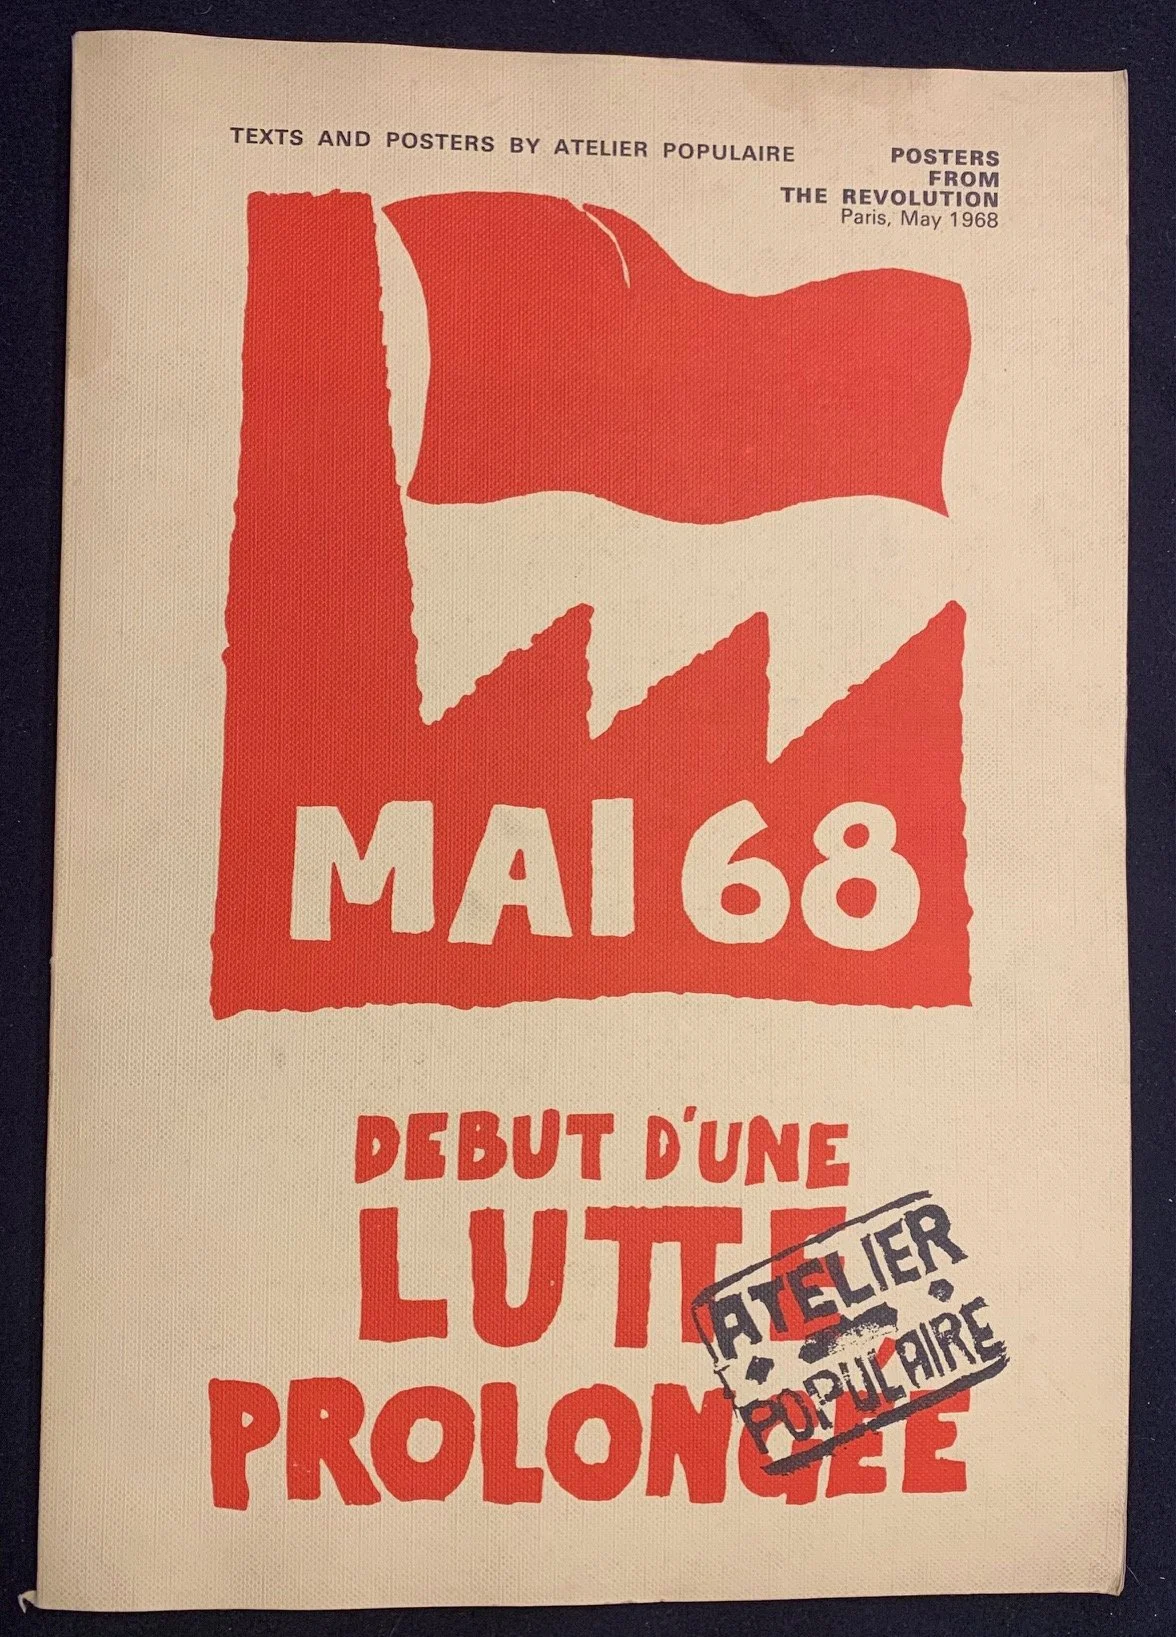 TEXTS AND POSTERS BY ATELIER POPULAIRE
POSTERS
FROM
THE REVOLUTION
Paris, May 1968
MAI 68
DEBUT D'UNE
LUTTE
PROLONGÉE
ATELIER
POPULAIRE